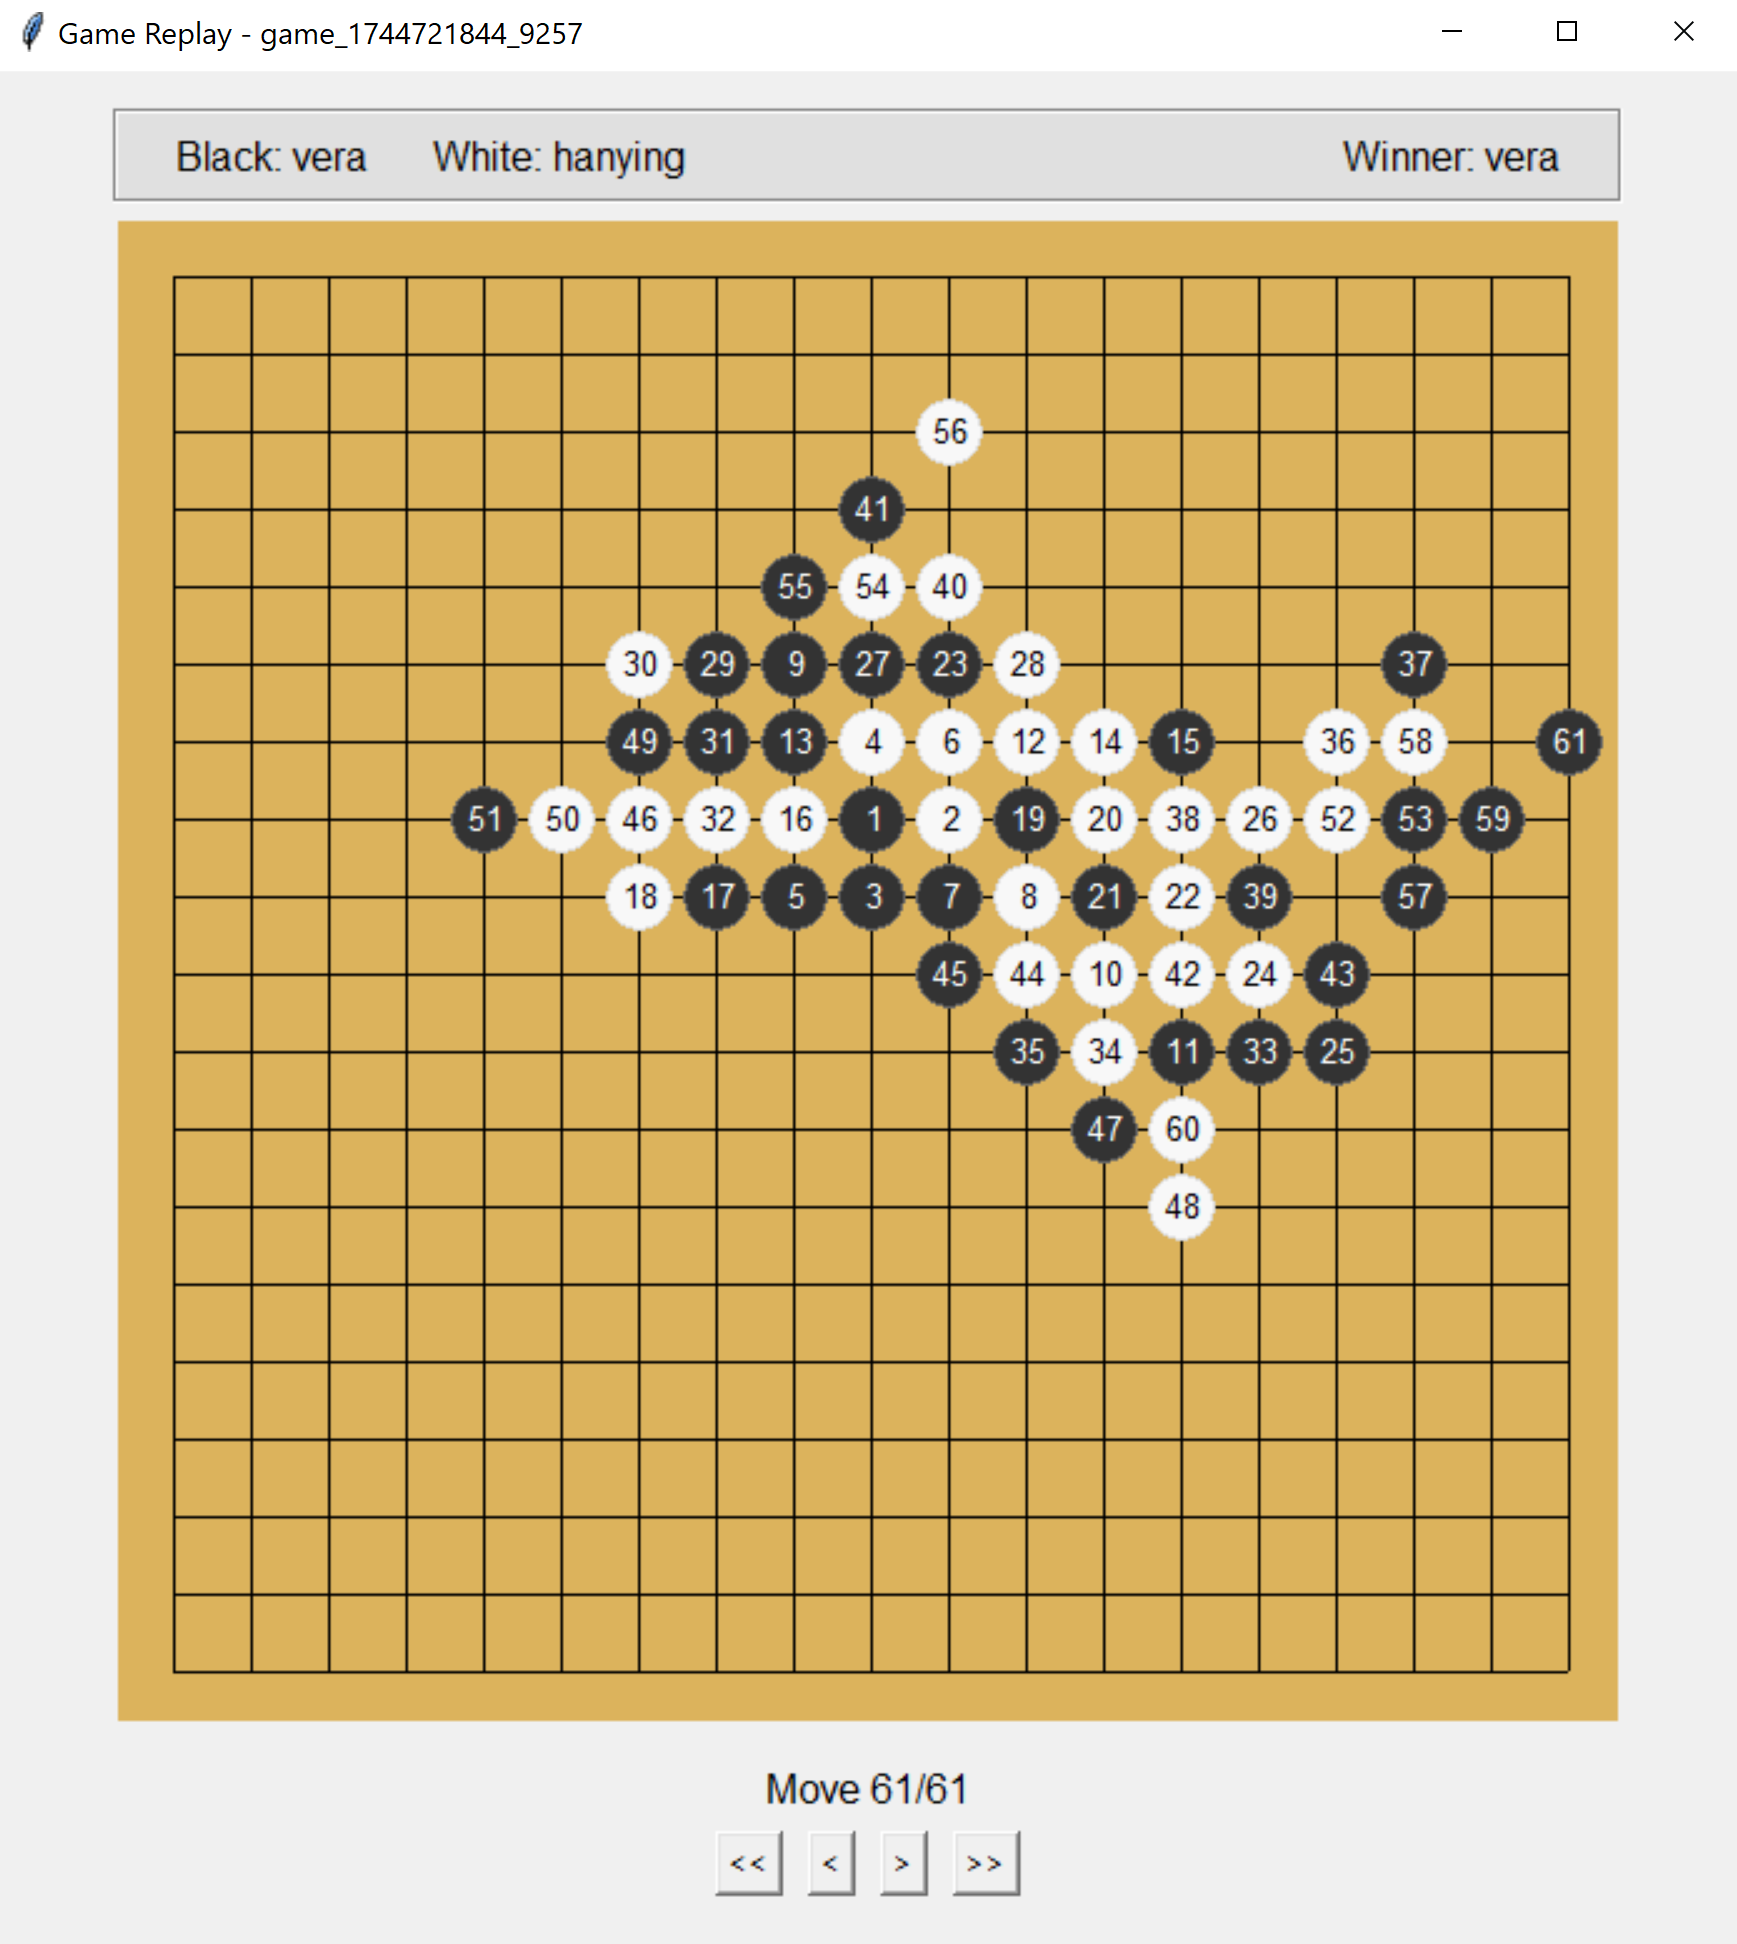 Game Replay - game_1744721844_9257
Black: vera White: hanying Winner: vera
56
41
55 54 40
30 29 9 27 23 28 37
49 31 13 4 6 12 14 15 36 58 61
51 50 46 32 16 1 2 19 20 38 26 52 53 59
18 17 5 3 7 8 21 22 39 57
45 44 10 42 24 43
35 34 11 33 25
47 60
48
Move 61/61
<< < > >>